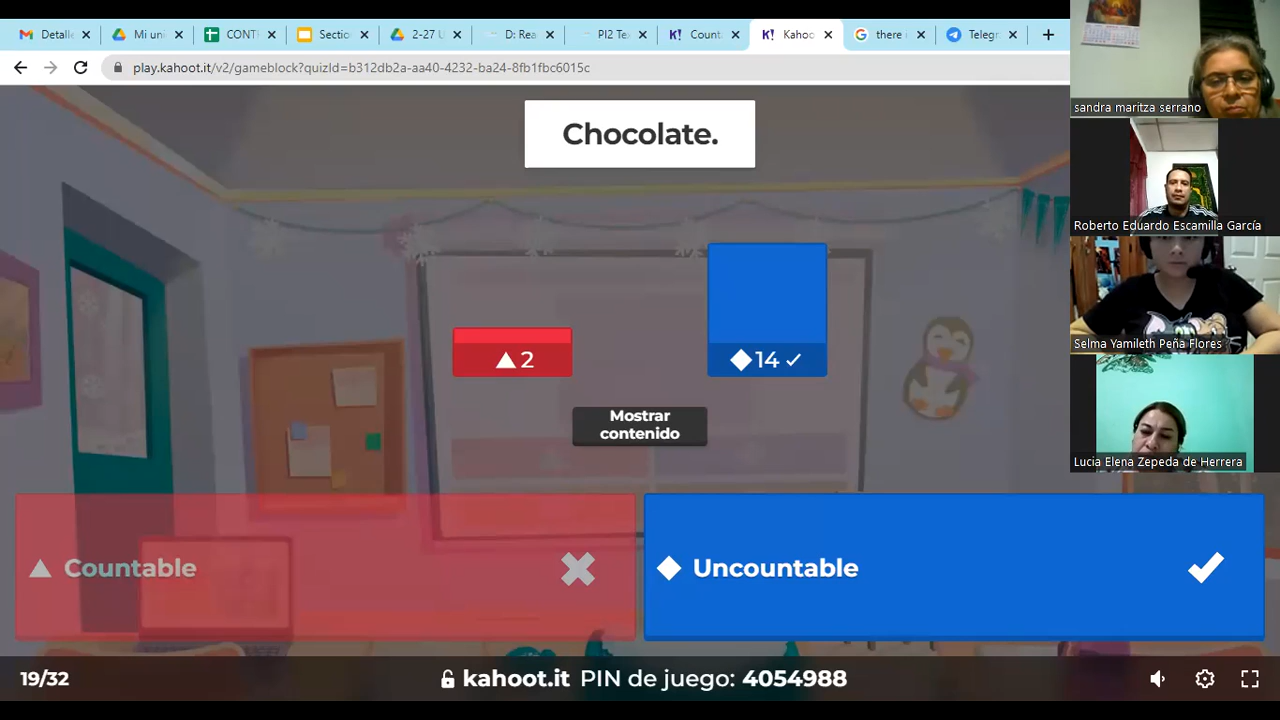 Detalle
Mi uni
CONT
Sectio
2-27 U
D: Rea
PI2 Te
K! Count
K! Kahoo
there i
Telegr
play.kahoot.it/v2/gameblock?quizId=b312db2a-aa40-4232-ba24-8fb1fbc6015c
sandra maritza serrano
Roberto Eduardo Escamilla García
Selma Yamileth Peña Flores
Lucia Elena Zepeda de Herrera
Chocolate.
2
14
Mostrar
contenido
Countable
Uncountable
19/32
kahoot.it PIN de juego: 4054988